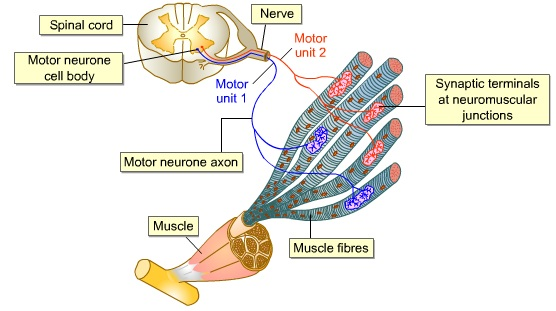 Spinal cord
Nerve
Motor neurone
cell body
Motor
unit 2
Motor
unit 1
Synaptic terminals
at neuromuscular
junctions
Motor neurone axon
Muscle
Muscle fibres